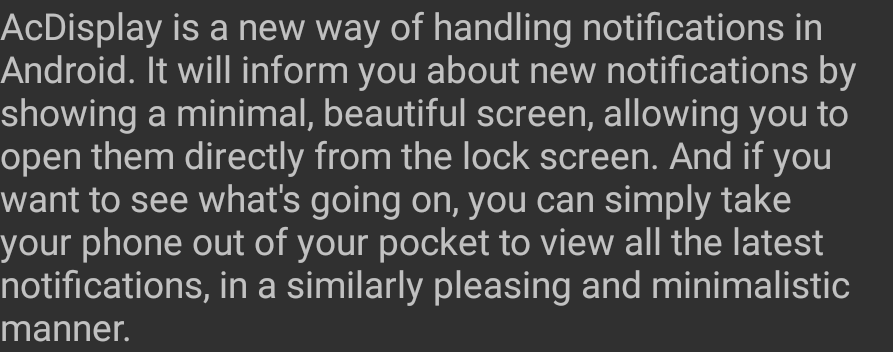 AcDisplay is a new way of handling notifications in
Android. It will inform you about new notifications by
showing a minimal, beautiful screen, allowing you to
open them directly from the lock screen. And if you
want to see what's going on, you can simply take
your phone out of your pocket to view all the latest
notifications, in a similarly pleasing and minimalistic
manner.